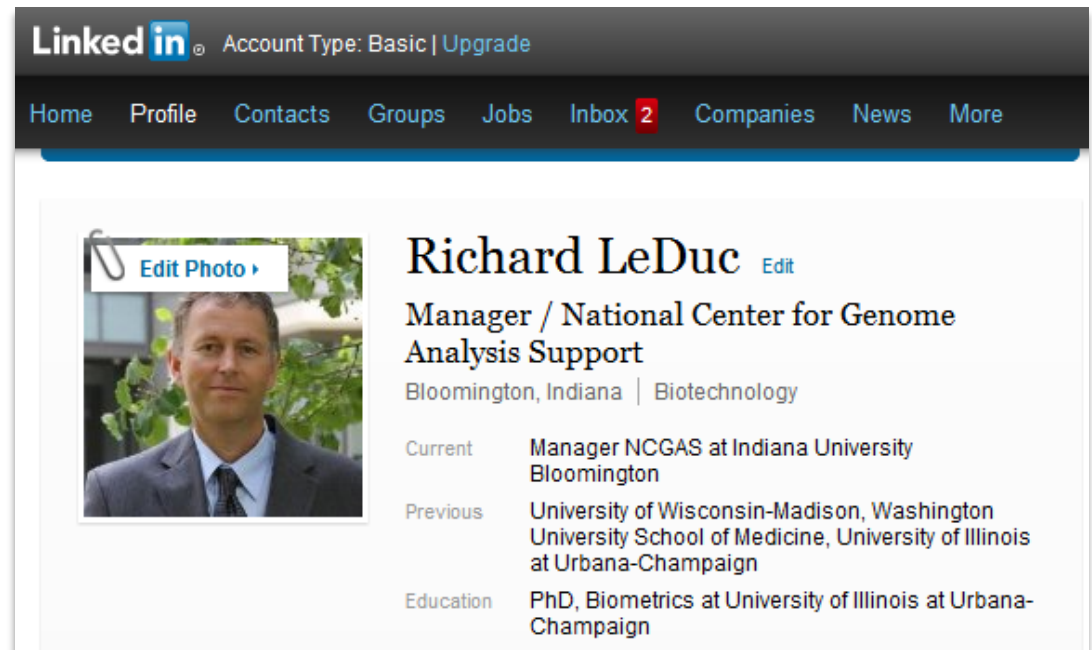 Linked in ® Account Type: Basic | Upgrade
Home Profile Contacts Groups Jobs Inbox 2 Companies News More
Edit Photo
Richard LeDuc Edit
Manager / National Center for Genome
Analysis Support
Bloomington, Indiana | Biotechnology
Current Manager NCGAS at Indiana University
Bloomington
Previous University of Wisconsin-Madison, Washington
University School of Medicine, University of Illinois
at Urbana-Champaign
Education PhD, Biometrics at University of Illinois at Urbana-
Champaign